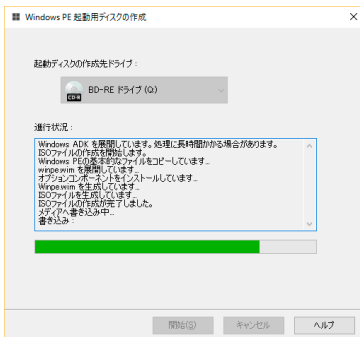 Windows PE 起動用ディスクの作成
起動ディスクの作成先ドライブ：
CD-R
BD-RE ドライブ (Q)
進行状況：
Windows ADK を展開しています。処理に長時間かかる場合があります。
ISOファイルの作成を開始します。
Windows PEの基本的なファイルをコピーしています...
winpe.wim を展開しています...
オプションコンポーネントをインストールしています...
Winpe.wim を生成しています...
ISOファイルを生成しています...
ISOファイルの作成が完了しました。
メディアへ書き込み中...
書き込み：
開始(S)
キャンセル
ヘルプ